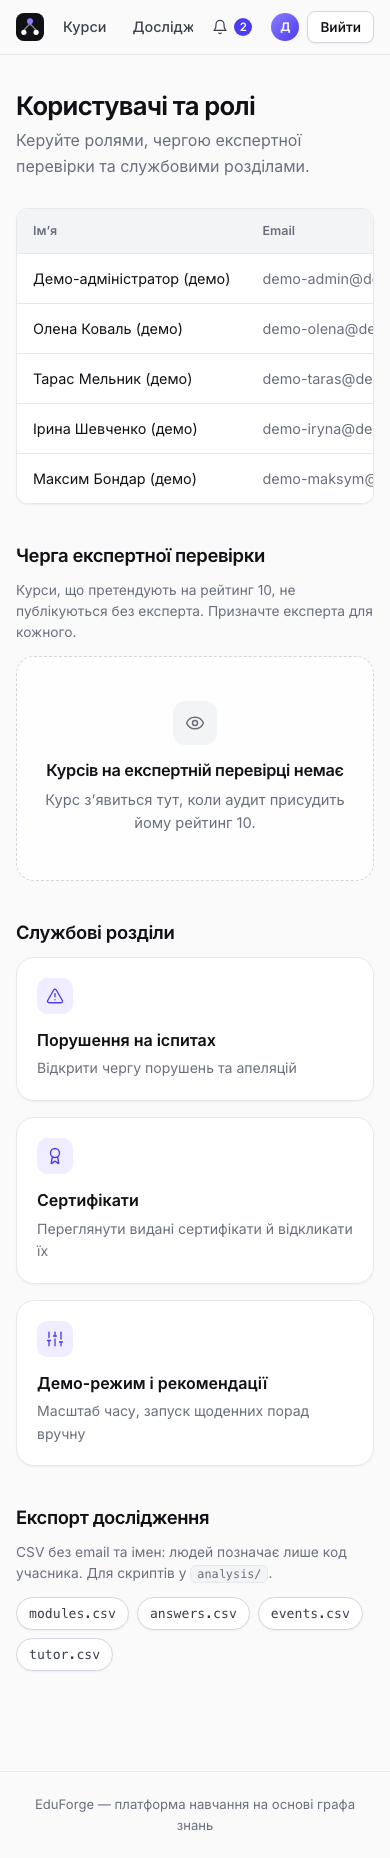 Курси
Дослідж
2
Д
Вийти
Користувачі та ролі
Керуйте ролями, чергою експертної
перевірки та службовими розділами.
Ім’я
Email
Демо-адміністратор (демо)
demo-admin@d
Олена Коваль (демо)
demo-olena@de
Тарас Мельник (демо)
demo-taras@de
Ірина Шевченко (демо)
demo-iryna@de
Максим Бондар (демо)
demo-maksym@
Черга експертної перевірки
Курси, що претендують на рейтинг 10, не
публікуються без експерта. Призначте експерта для
кожного.
Курсів на експертній перевірці немає
Курс з’явиться тут, коли аудит присудить
йому рейтинг 10.
Службові розділи
Порушення на іспитах
Відкрити чергу порушень та апеляцій
Сертифікати
Переглянути видані сертифікати й відкликати
їх
Демо-режим і рекомендації
Масштаб часу, запуск щоденних порад
вручну
Експорт дослідження
CSV без email та імен: людей позначає лише код
учасника. Для скриптів у analysis/.
modules.csv
answers.csv
events.csv
tutor.csv
EduForge — платформа навчання на основі графа
знань